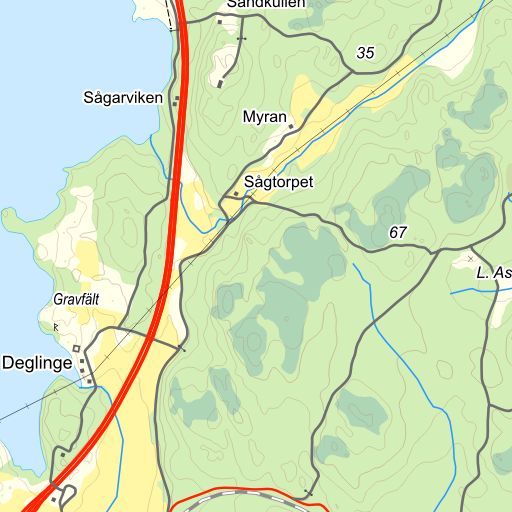 Sandkullen
35
Sågarviken
Myran
Sågtorpet
67
L. As
Gravfält
R
Deglinge